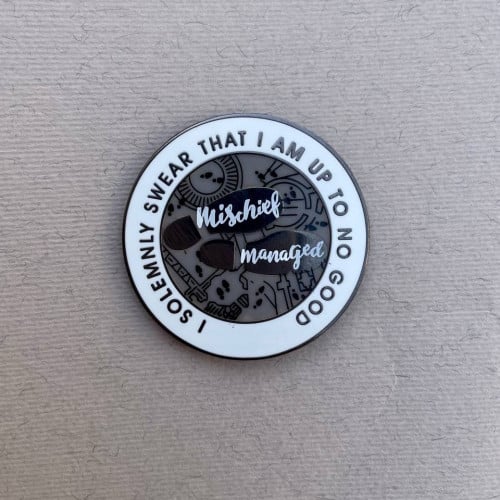 I SOLEMNLY SWEAR THAT I AM UP TO NO GOOD
Mischief
managed